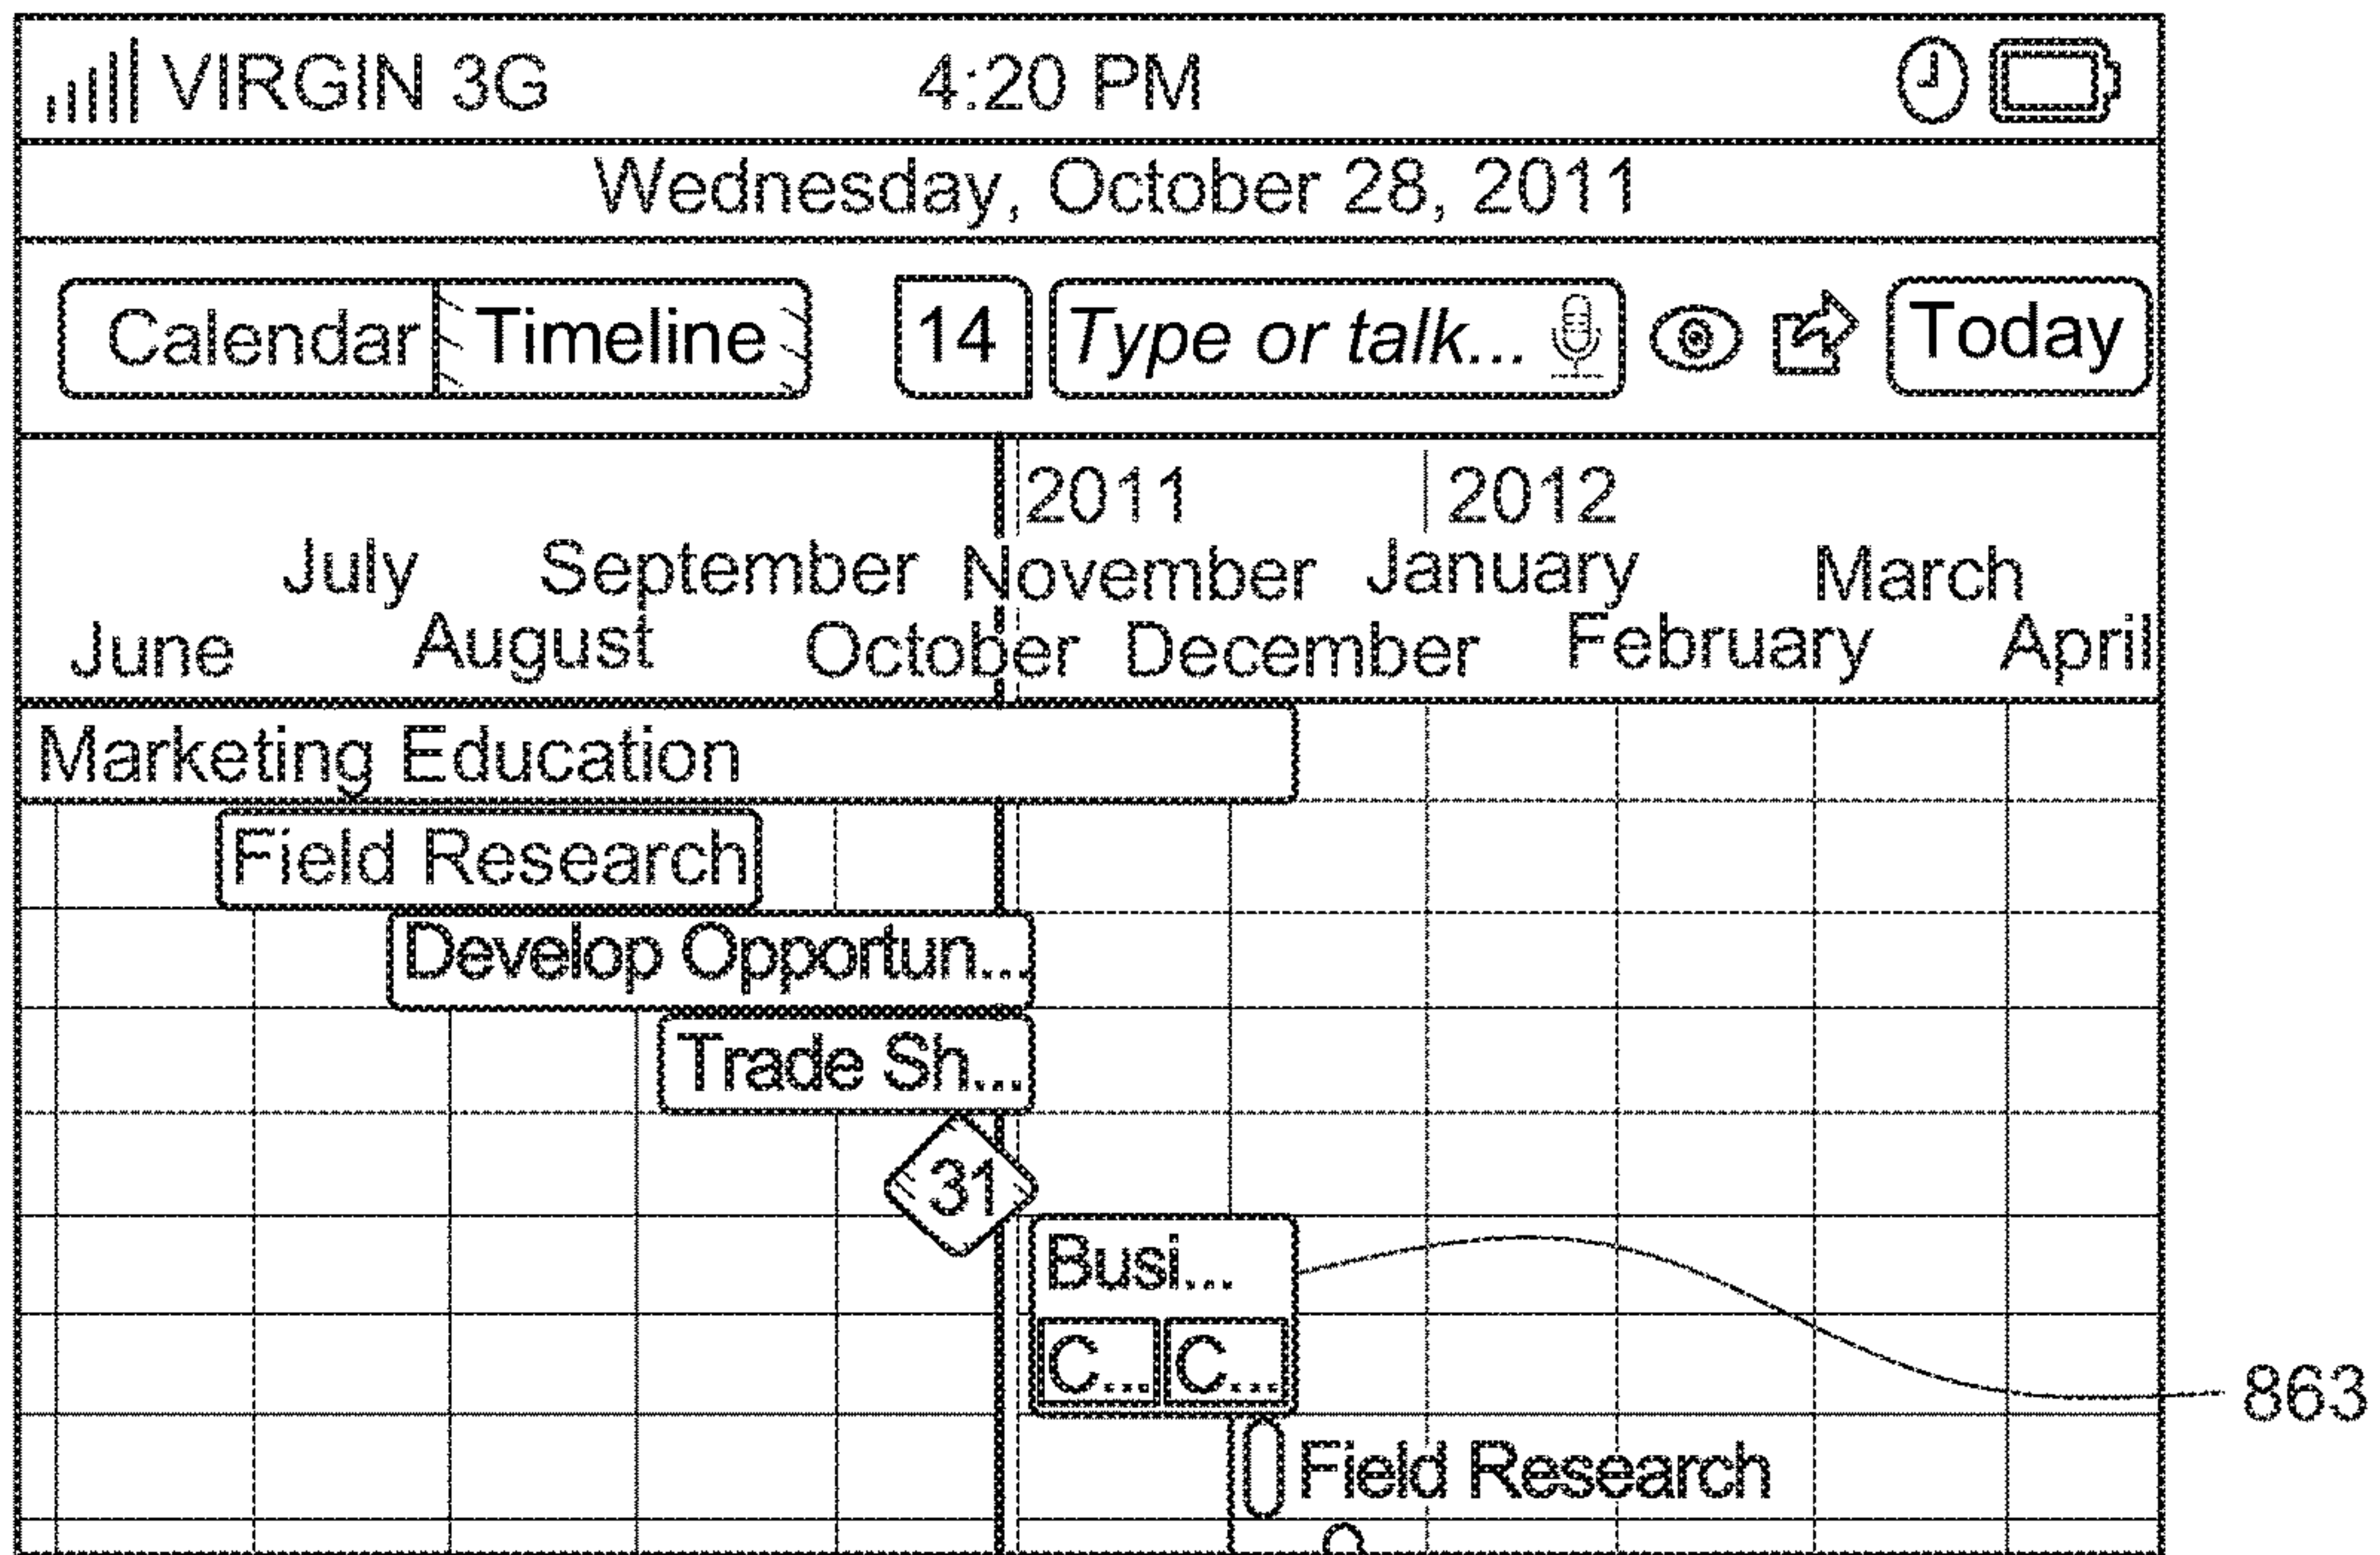 VIRGIN 3G 4:20 PM
Wednesday, October 28, 2011
Calendar Timeline 14 Type or talk... Today
2011 2012
July September November January March
June August October December February April
Marketing Education
Field Research
Develop Opportun...
Trade Sh...
31
Busi...
C... C...
863
Field Research